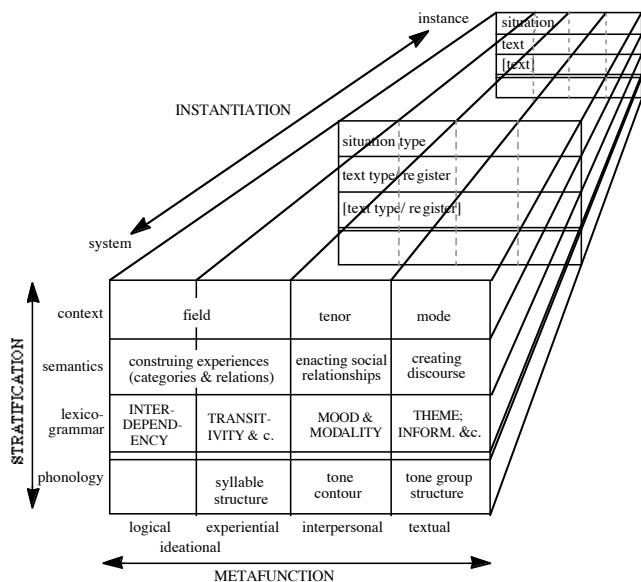 instance
situation
text
[text]
INSTANTIATION
situation type
text type/ register
[text type/ register]
system
STRATIFICATION
context
field
tenor
mode
semantics
construing experiences
(categories & relations)
enacting social
relationships
creating
discourse
lexico-
grammar
INTER-
DEPEND-
ENCY
TRANSIT-
IVITY & c.
MOOD &
MODALITY
THEME;
INFORM. &c.
phonology
syllable
structure
tone
contour
tone group
structure
logical
experiential
interpersonal
textual
ideational
METAFUNCTION